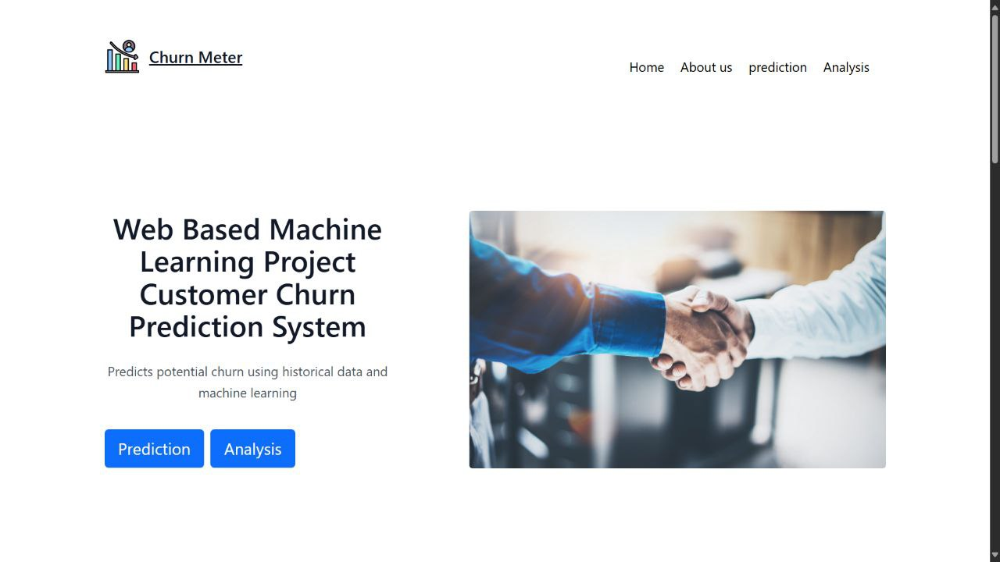 Churn Meter
Home About us prediction Analysis
Web Based Machine
Learning Project
Customer Churn
Prediction System
Predicts potential churn using historical data and
machine learning
Prediction Analysis